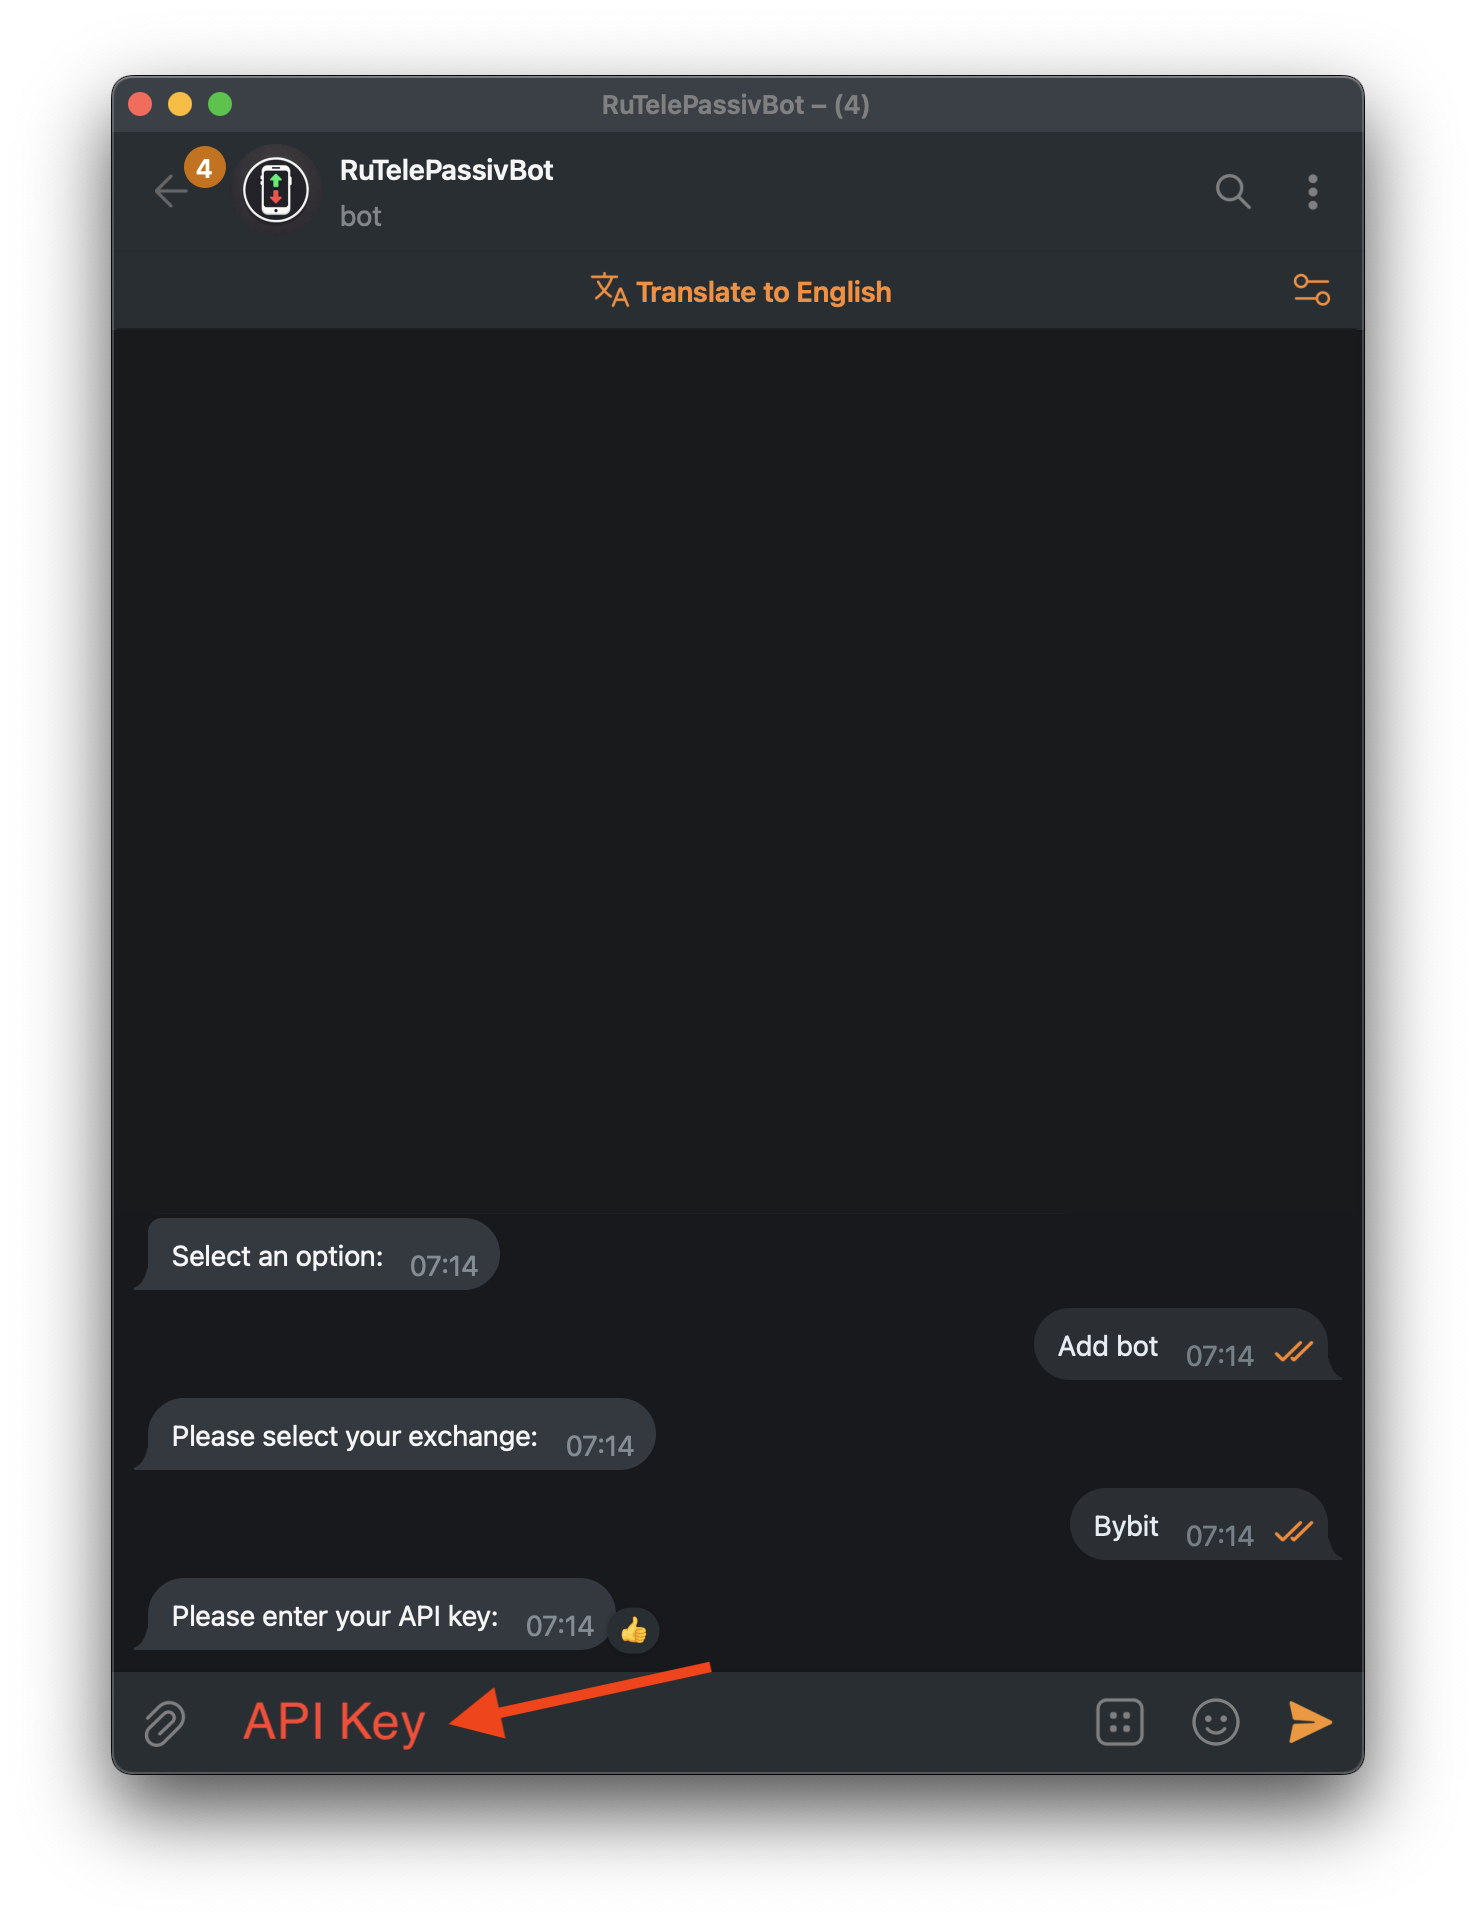 RuTelePassivBot – (4)
4
RuTelePassivBot
bot
Translate to English
Select an option: 07:14
Add bot 07:14
Please select your exchange: 07:14
Bybit 07:14
Please enter your API key: 07:14
API Key